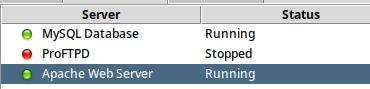 Server Status
MySQL Database Running
ProFTPD Stopped
Apache Web Server Running